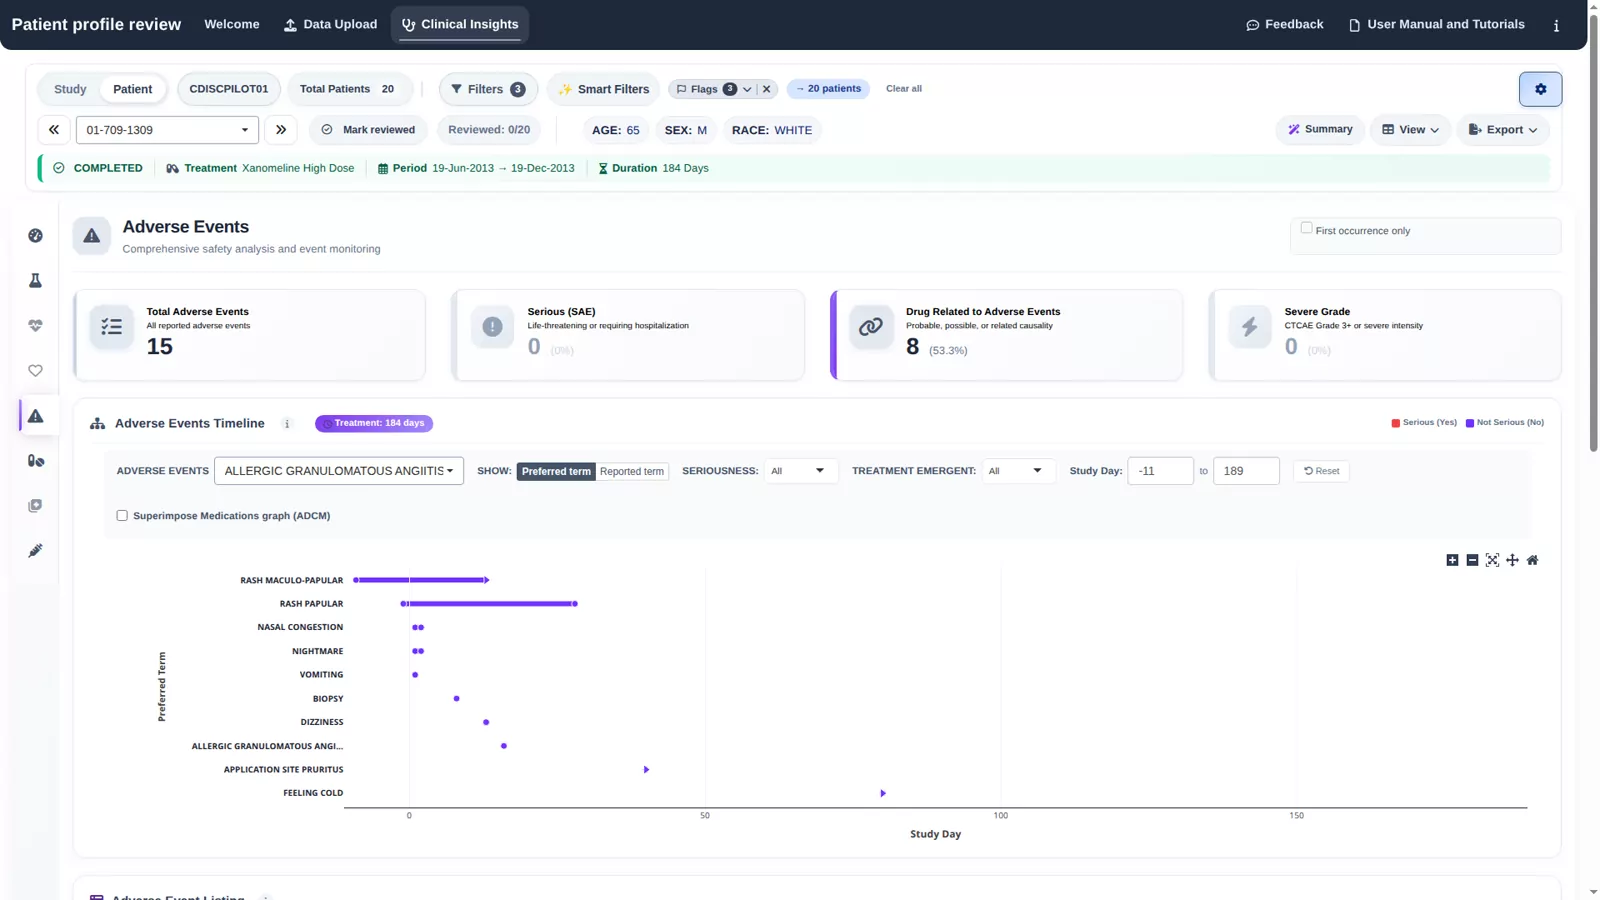 Patient profile review
Welcome
Data Upload
Clinical Insights
Feedback
User Manual and Tutorials
i
Study
Patient
CDISCPILOT01
Total Patients 20
Filters 3
Smart Filters
Flags 3
→ 20 patients
Clear all
01-709-1309
Mark reviewed
Reviewed: 0/20
AGE: 65
SEX: M
RACE: WHITE
Summary
View
Export
COMPLETED
Treatment Xanomeline High Dose
Period 19-Jun-2013 → 19-Dec-2013
Duration 184 Days
Adverse Events
Comprehensive safety analysis and event monitoring
First occurrence only
Total Adverse Events
All reported adverse events
15
Serious (SAE)
Life-threatening or requiring hospitalization
0 (0%)
Drug Related to Adverse Events
Probable, possible, or related causality
8 (53.3%)
Severe Grade
CTCAE Grade 3+ or severe intensity
0 (0%)
Adverse Events Timeline
i
Treatment: 184 days
Serious (Yes)
Not Serious (No)
ADVERSE EVENTS
ALLERGIC GRANULOMATOUS ANGIITIS
SHOW:
Preferred term
Reported term
SERIOUSNESS:
All
TREATMENT EMERGENT:
All
Study Day:
-11
to
189
Reset
Superimpose Medications graph (ADCM)
RASH MACULO-PAPULAR
RASH PAPULAR
NASAL CONGESTION
NIGHTMARE
VOMITING
BIOPSY
DIZZINESS
ALLERGIC GRANULOMATOUS ANGI...
APPLICATION SITE PRURITUS
FEELING COLD
Preferred Term
0
50
100
150
Study Day
Adverse Event Listing